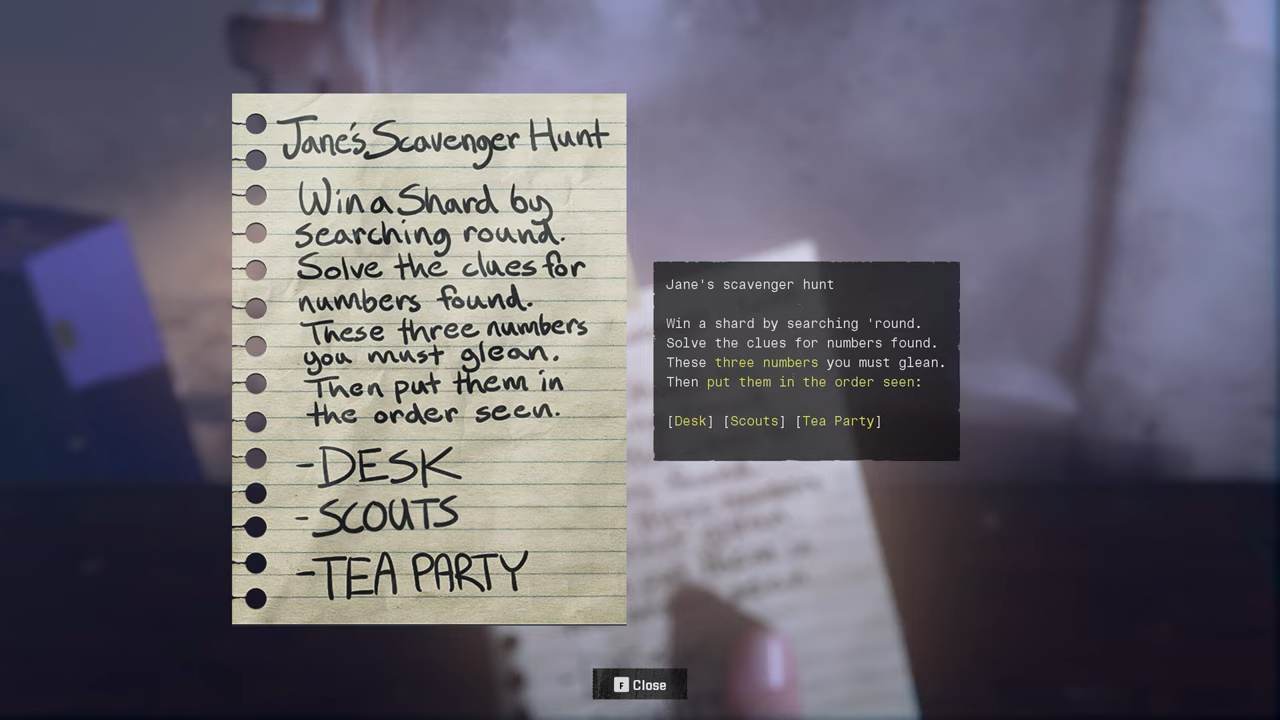 Jane's Scavenger Hunt
Win a Shard by
searching round.
Solve the clues for
numbers found.
These three numbers
you must glean.
Then put them in
the order seen.
-DESK
-SCOUTS
-TEA PARTY
Jane's scavenger hunt
Win a shard by searching 'round.
Solve the clues for numbers found.
These three numbers you must glean.
Then put them in the order seen:
[Desk] [Scouts] [Tea Party]
F Close